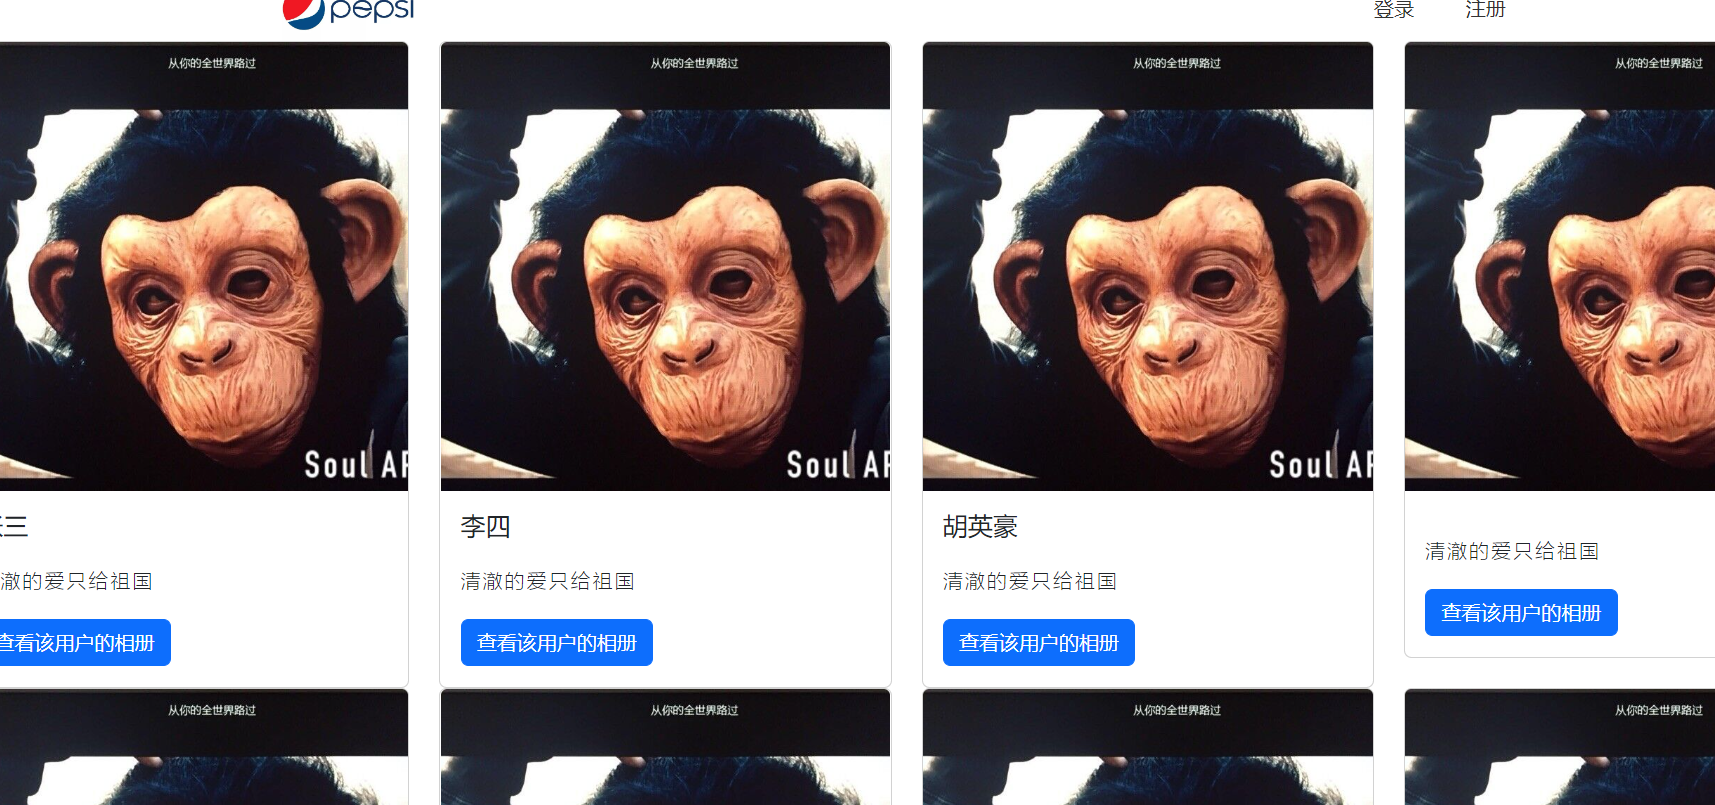 pepsi
登录 注册
从你的全世界路过 从你的全世界路过 从你的全世界路过 从你的全世界路过
Soul AP Soul AP Soul AP
三 李四 胡英豪
澈的爱只给祖国 清澈的爱只给祖国 清澈的爱只给祖国 清澈的爱只给祖国
查看该用户的相册 查看该用户的相册 查看该用户的相册 查看该用户的相册
从你的全世界路过 从你的全世界路过 从你的全世界路过 从你的全世界路过